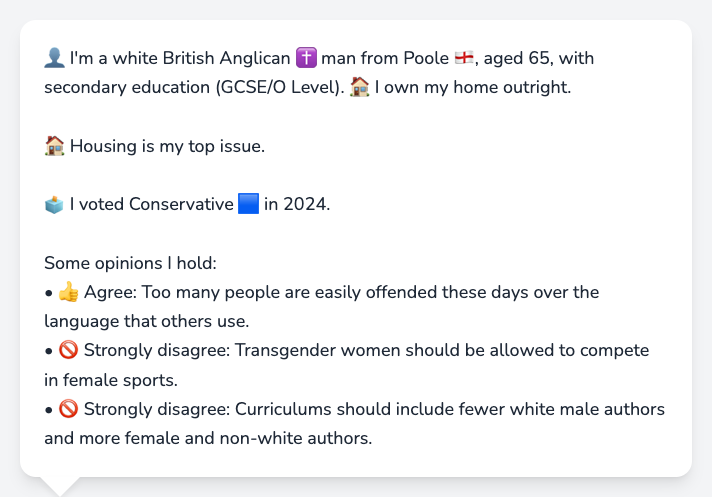 👤 I'm a white British Anglican ✝️ man from Poole 🏴󠁧󠁢󠁥󠁮󠁧󠁿, aged 65, with
secondary education (GCSE/O Level). 🏠 I own my home outright.
🏠 Housing is my top issue.
🗳️ I voted Conservative 🟦 in 2024.
Some opinions I hold:
• 👍 Agree: Too many people are easily offended these days over the
language that others use.
• 🚫 Strongly disagree: Transgender women should be allowed to compete
in female sports.
• 🚫 Strongly disagree: Curriculums should include fewer white male authors
and more female and non-white authors.